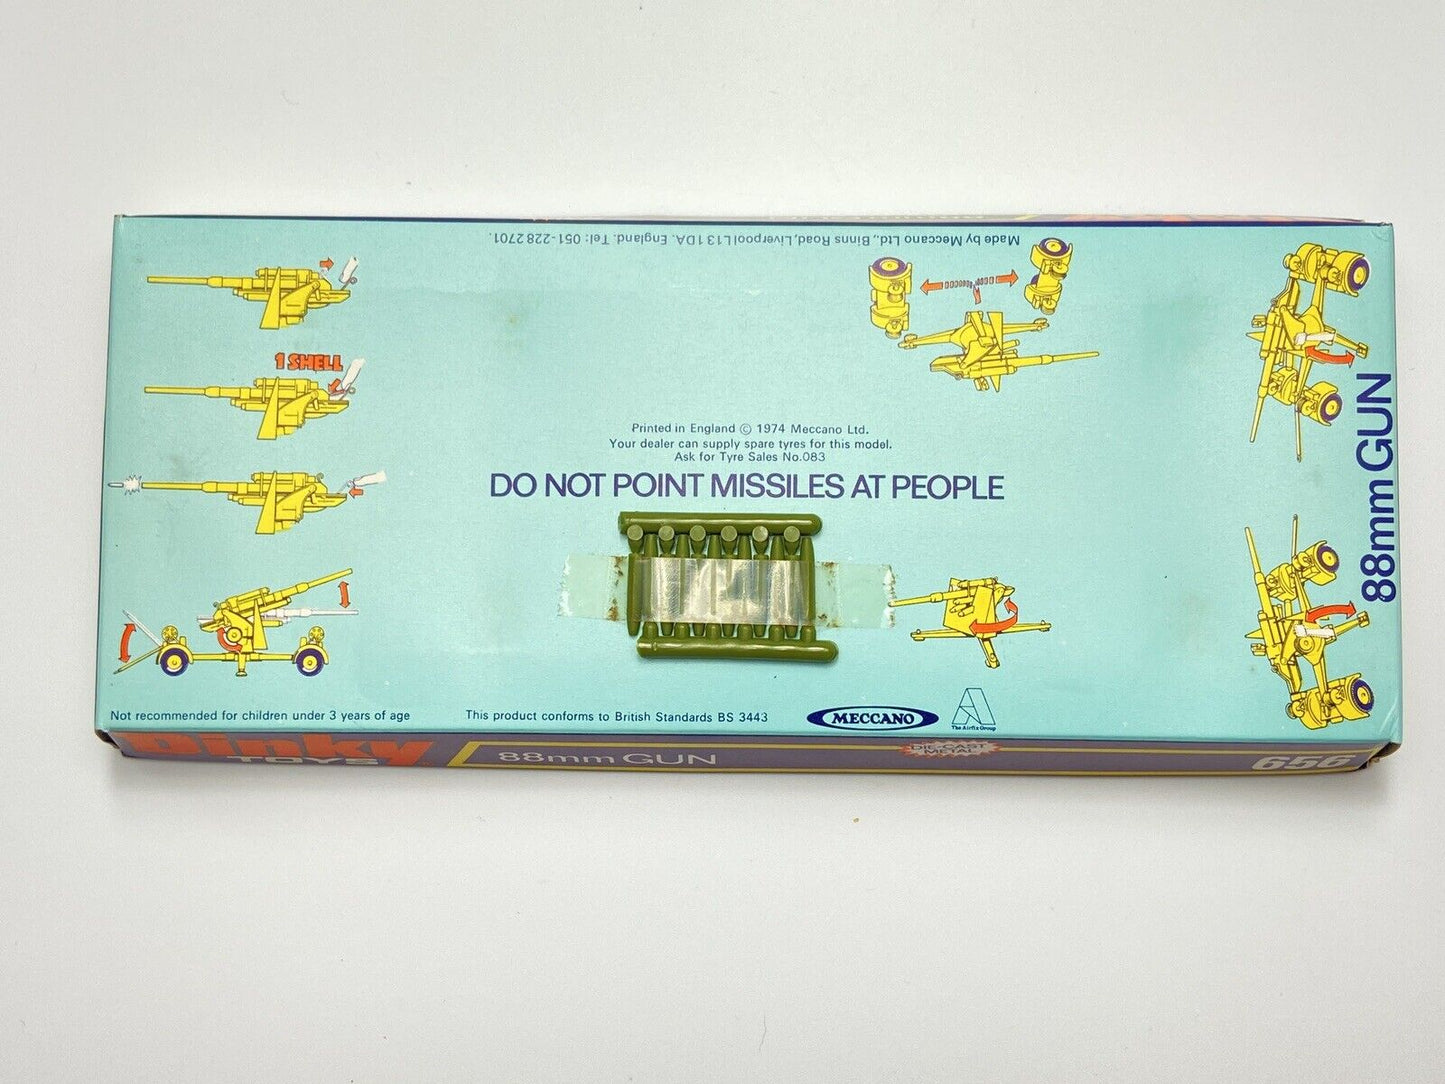 Made by Meccano Ltd., Binns Road, Liverpool L13 1DA. England. Tel: 051-228 2701.
1 SHELL
88mm GUN
Printed in England © 1974 Meccano Ltd.
Your dealer can supply spare tyres for this model.
Ask for Tyre Sales No.083
DO NOT POINT MISSILES AT PEOPLE
Not recommended for children under 3 years of age
This product conforms to British Standards BS 3443
MECCANO
The Airfix Group
Dinky
TOYS
88mm GUN
DIE-CAST
METAL
656